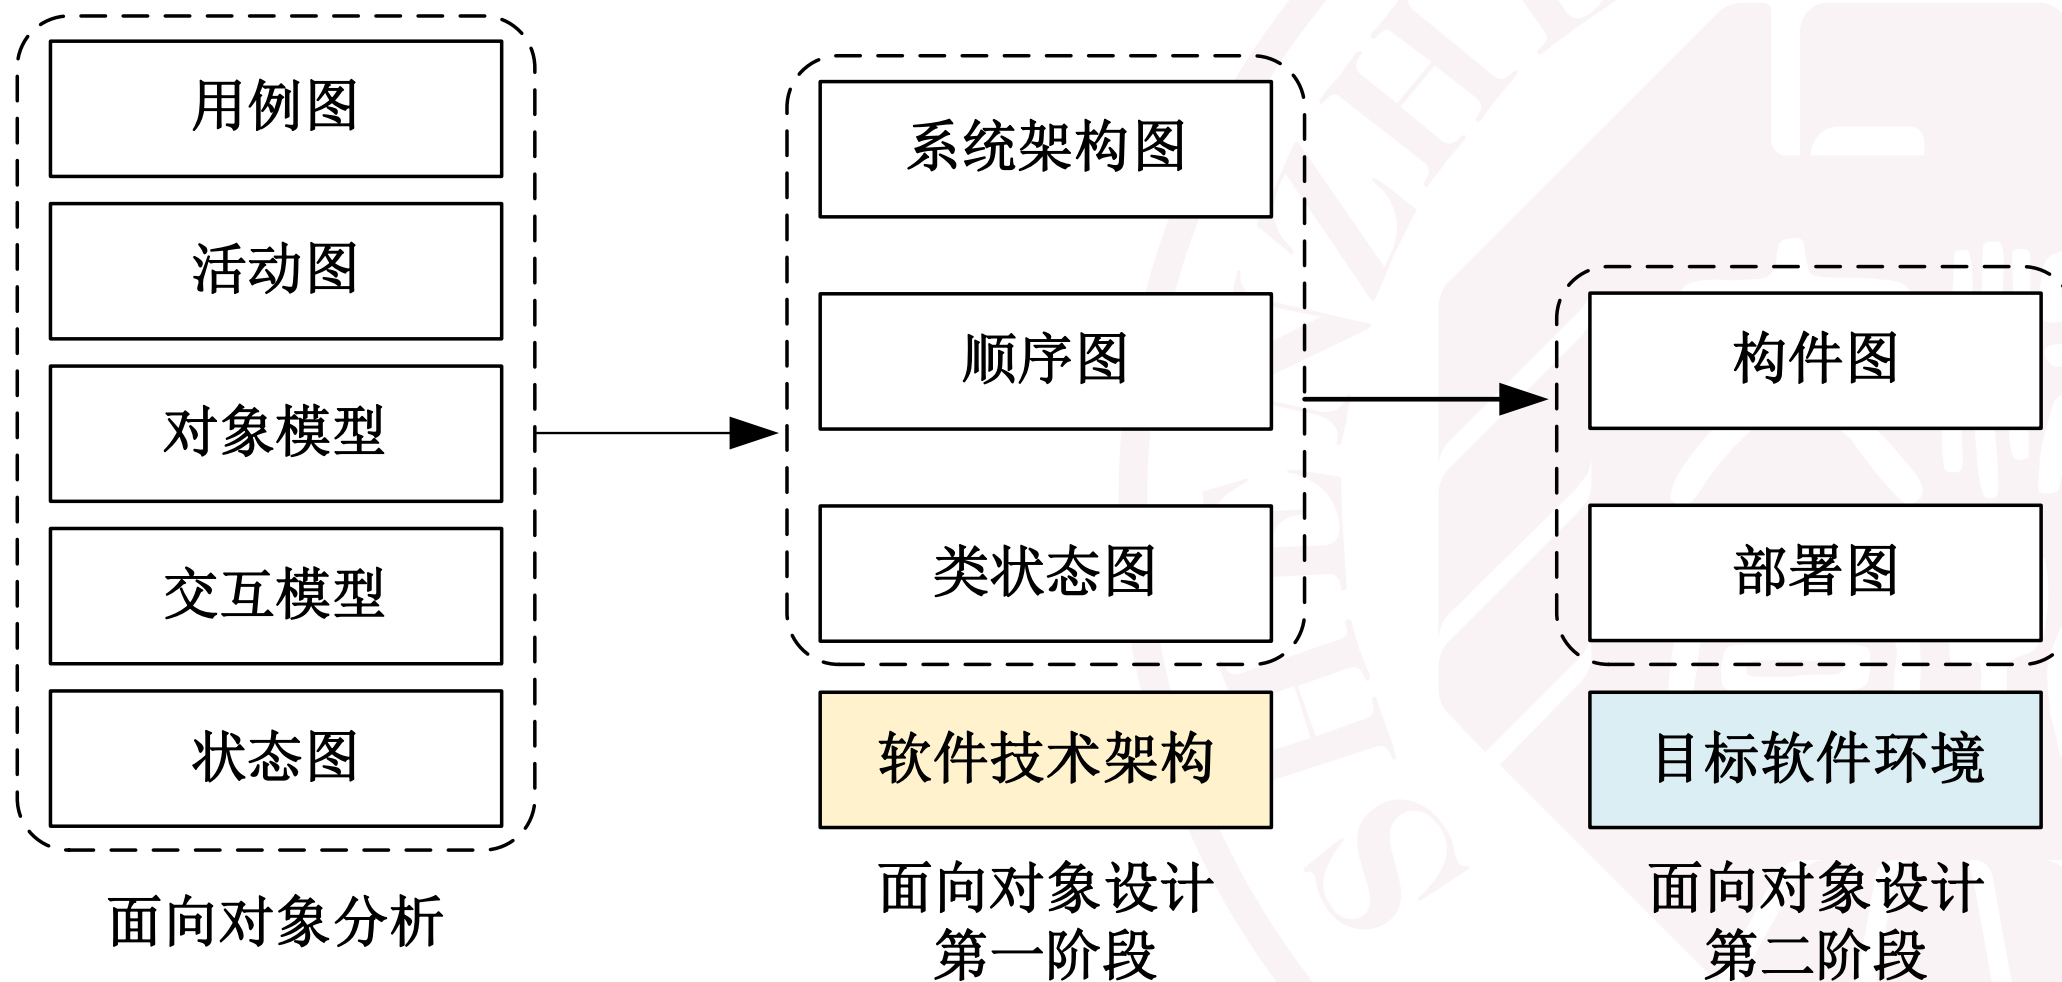 用例图
活动图
对象模型
交互模型
状态图
面向对象分析
系统架构图
顺序图
类状态图
软件技术架构
面向对象设计
第一阶段
构件图
部署图
目标软件环境
面向对象设计
第二阶段